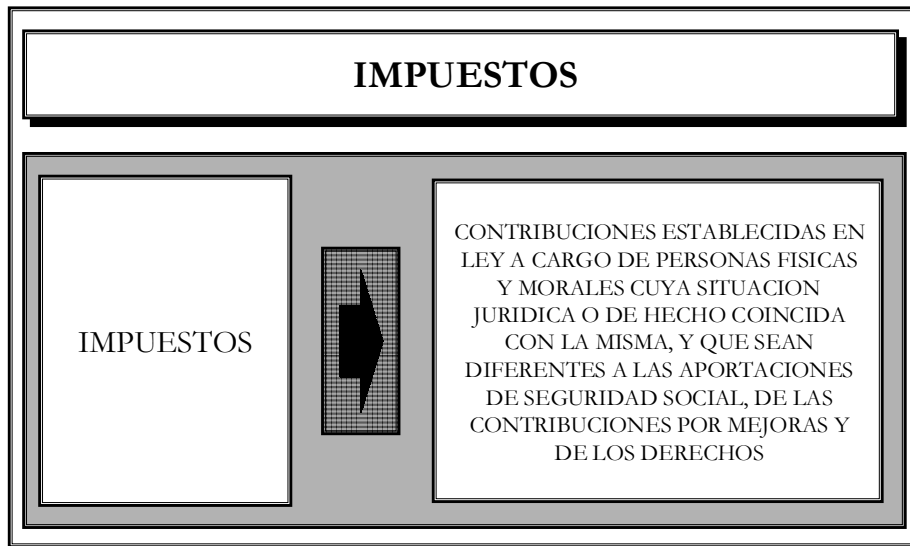 IMPUESTOS
IMPUESTOS
CONTRIBUCIONES ESTABLECIDAS EN
LEY A CARGO DE PERSONAS FISICAS
Y MORALES CUYA SITUACION
JURIDICA O DE HECHO COINCIDA
CON LA MISMA, Y QUE SEAN
DIFERENTES A LAS APORTACIONES
DE SEGURIDAD SOCIAL, DE LAS
CONTRIBUCIONES POR MEJORAS Y
DE LOS DERECHOS